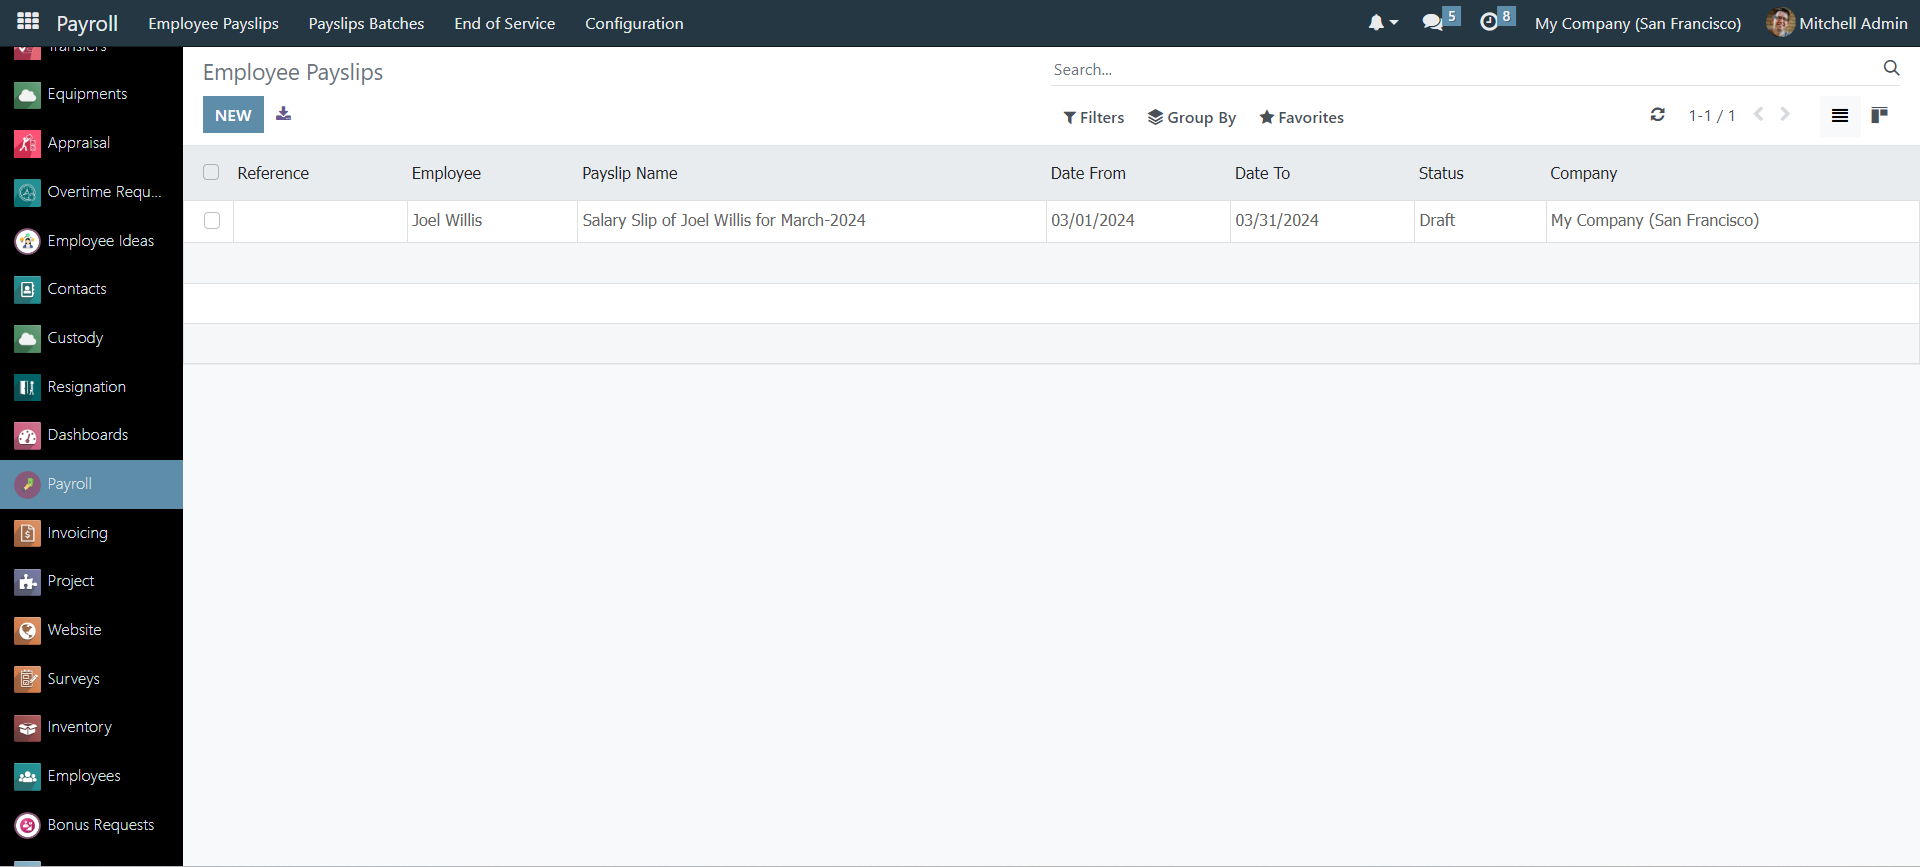 Payroll Employee Payslips Payslips Batches End of Service Configuration 5 8 My Company (San Francisco) Mitchell Admin
Transfers
Equipments
Appraisal
Overtime Requ...
Employee Ideas
Contacts
Custody
Resignation
Dashboards
Payroll
Invoicing
Project
Website
Surveys
Inventory
Employees
Bonus Requests
Employee Payslips
Search...
NEW
Filters Group By Favorites
1-1 / 1
Reference Employee Payslip Name Date From Date To Status Company
Joel Willis Salary Slip of Joel Willis for March-2024 03/01/2024 03/31/2024 Draft My Company (San Francisco)